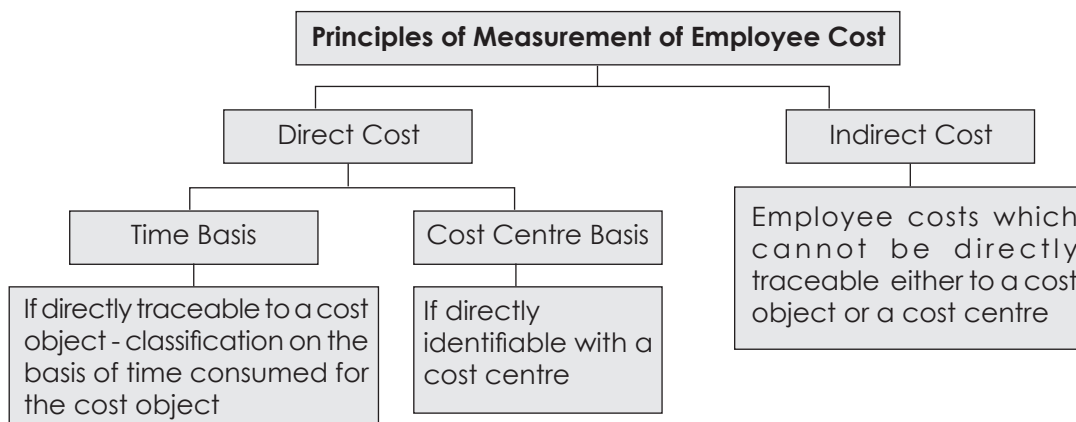 Principles of Measurement of Employee Cost
Direct Cost
Indirect Cost
Time Basis
Cost Centre Basis
If directly traceable to a cost
object - classification on the
basis of time consumed for
the cost object
If directly
identifiable with a
cost centre
Employee costs which
cannot be directly
traceable either to a cost
object or a cost centre